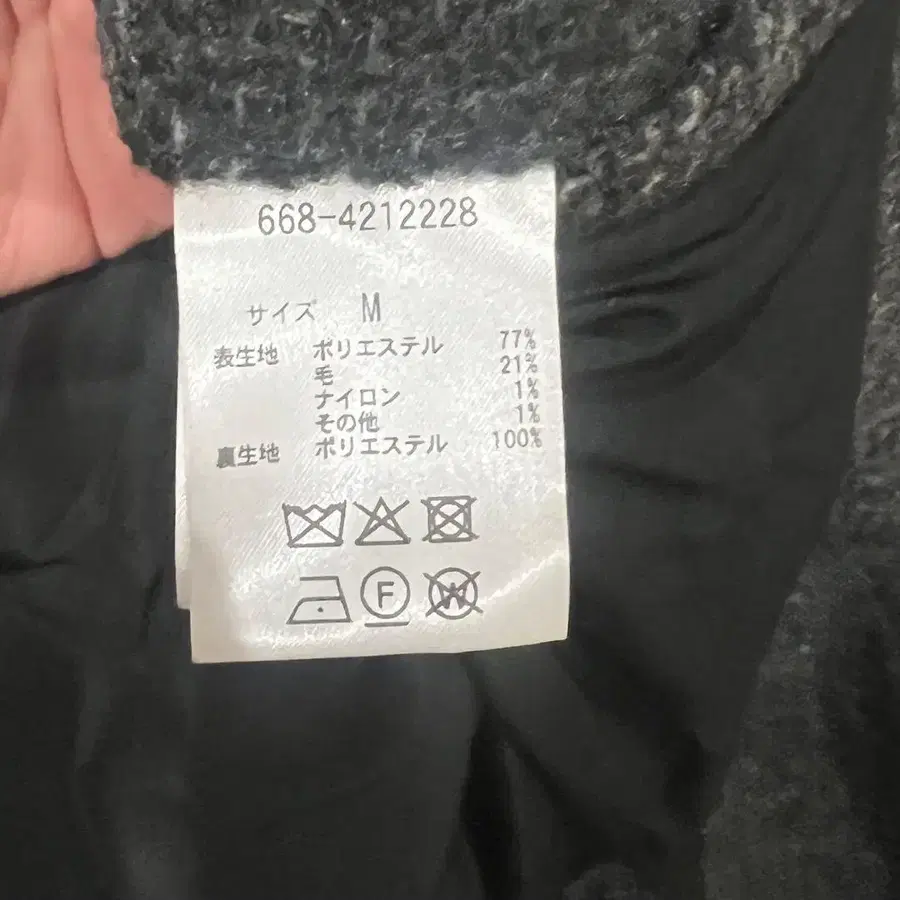 668-4212228
サイズ M
表生地 ポリエステル 77%
毛 21%
ナイロン 1%
その他 1%
裏生地 ポリエステル 100%
F
W